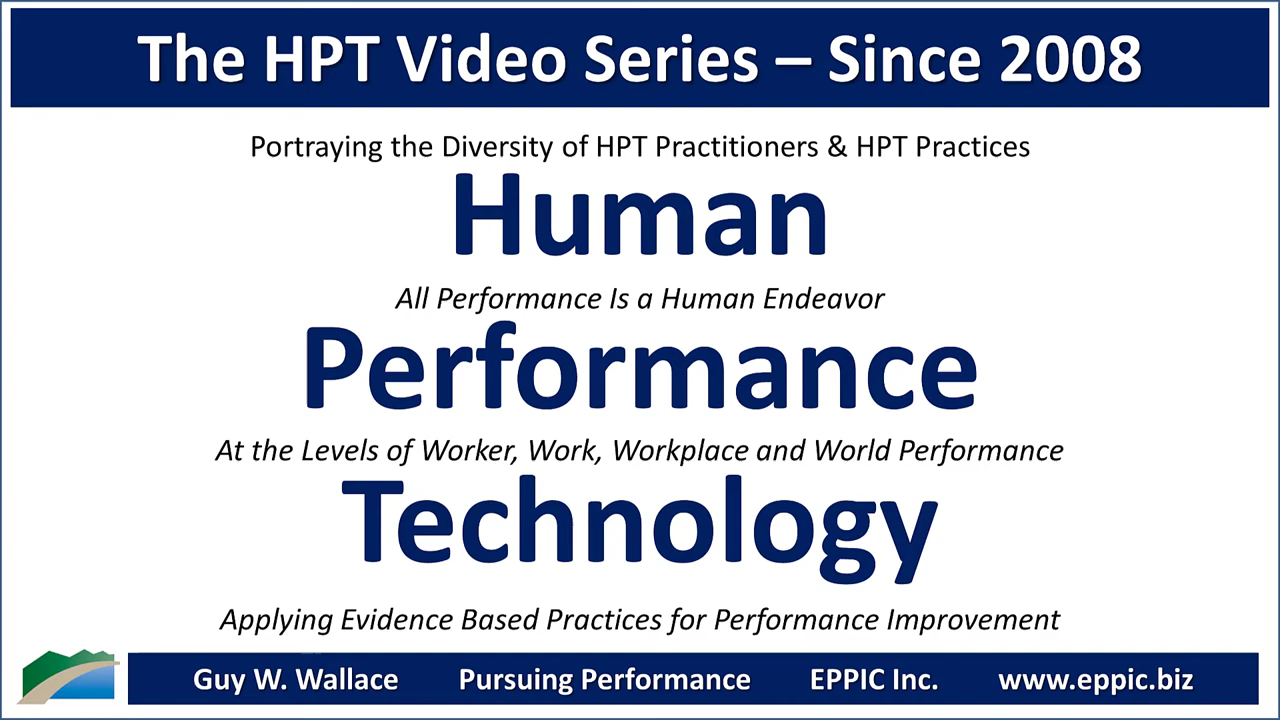 The HPT Video Series – Since 2008
Portraying the Diversity of HPT Practitioners & HPT Practices
Human
All Performance Is a Human Endeavor
Performance
At the Levels of Worker, Work, Workplace and World Performance
Technology
Applying Evidence Based Practices for Performance Improvement
Guy W. Wallace Pursuing Performance EPPIC Inc. www.eppic.biz